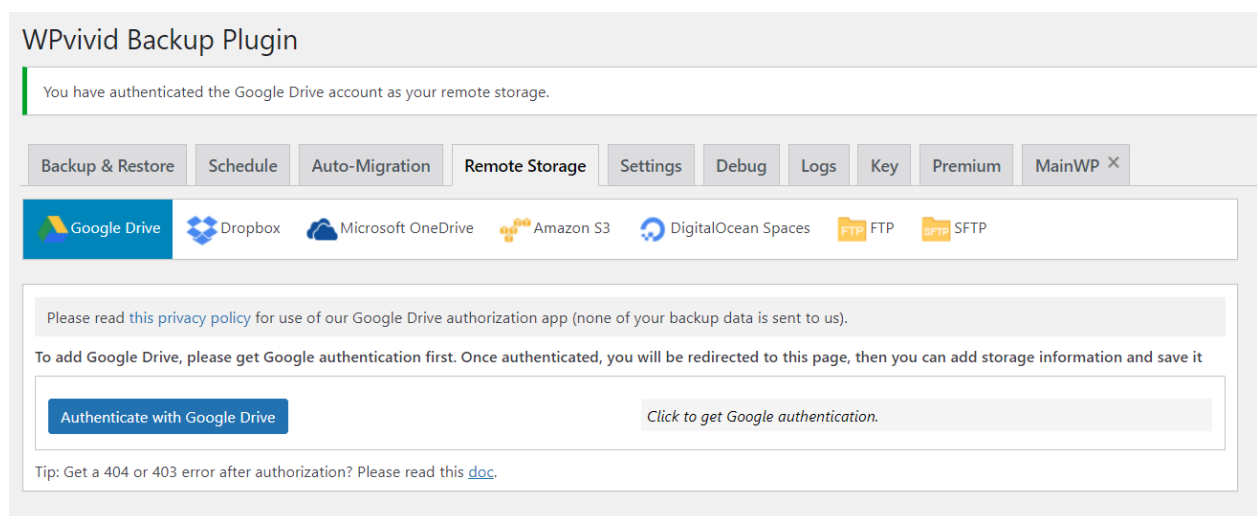 WPvivid Backup Plugin
You have authenticated the Google Drive account as your remote storage.
Backup & Restore Schedule Auto-Migration Remote Storage Settings Debug Logs Key Premium MainWP ×
Google Drive Dropbox Microsoft OneDrive Amazon S3 DigitalOcean Spaces FTP FTP SFTP SFTP
Please read this privacy policy for use of our Google Drive authorization app (none of your backup data is sent to us).
To add Google Drive, please get Google authentication first. Once authenticated, you will be redirected to this page, then you can add storage information and save it
Authenticate with Google Drive Click to get Google authentication.
Tip: Get a 404 or 403 error after authorization? Please read this doc.